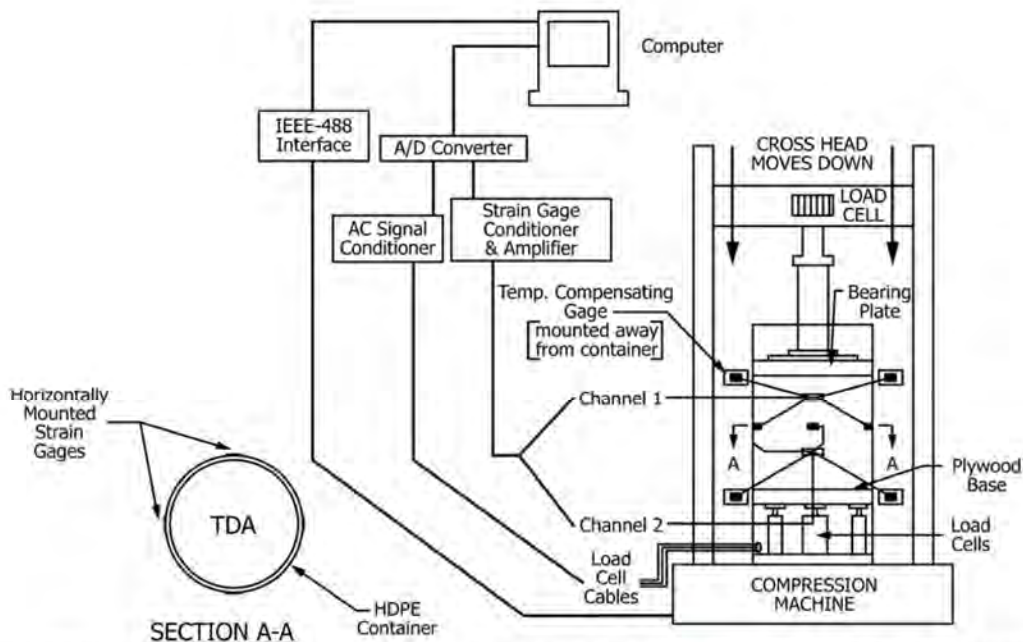 Computer
IEEE-488
Interface
A/D Converter
CROSS HEAD
MOVES DOWN
LOAD
CELL
AC Signal
Conditioner
Strain Gage
Conditioner
& Amplifier
Temp. Compensating
Gage
[mounted away
from container]
Bearing
Plate
Horizontally
Mounted
Strain
Gages
Channel 1
A
A
Plywood
Base
TDA
Channel 2
Load
Cells
Load
Cell
Cables
HDPE
Container
COMPRESSION
MACHINE
SECTION A-A